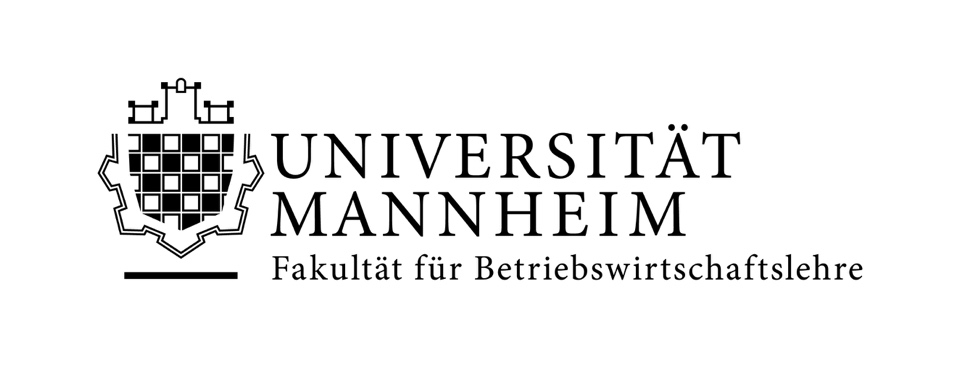 UNIVERSITÄT
MANNHEIM
Fakultät für Betriebswirtschaftslehre